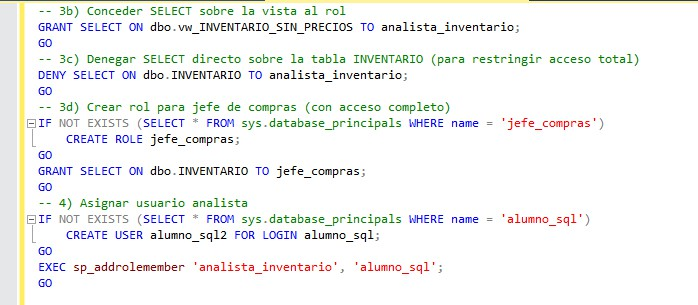 -- 3b) Conceder SELECT sobre la vista al rol
GRANT SELECT ON dbo.vw_INVENTARIO_SIN_PRECIOS TO analista_inventario;
GO
-- 3c) Denegar SELECT directo sobre la tabla INVENTARIO (para restringir acceso total)
DENY SELECT ON dbo.INVENTARIO TO analista_inventario;
GO
-- 3d) Crear rol para jefe de compras (con acceso completo)
IF NOT EXISTS (SELECT * FROM sys.database_principals WHERE name = 'jefe_compras')
    CREATE ROLE jefe_compras;
GO
GRANT SELECT ON dbo.INVENTARIO TO jefe_compras;
GO
-- 4) Asignar usuario analista
IF NOT EXISTS (SELECT * FROM sys.database_principals WHERE name = 'alumno_sql')
    CREATE USER alumno_sql2 FOR LOGIN alumno_sql;
GO
EXEC sp_addrolemember 'analista_inventario', 'alumno_sql';
GO